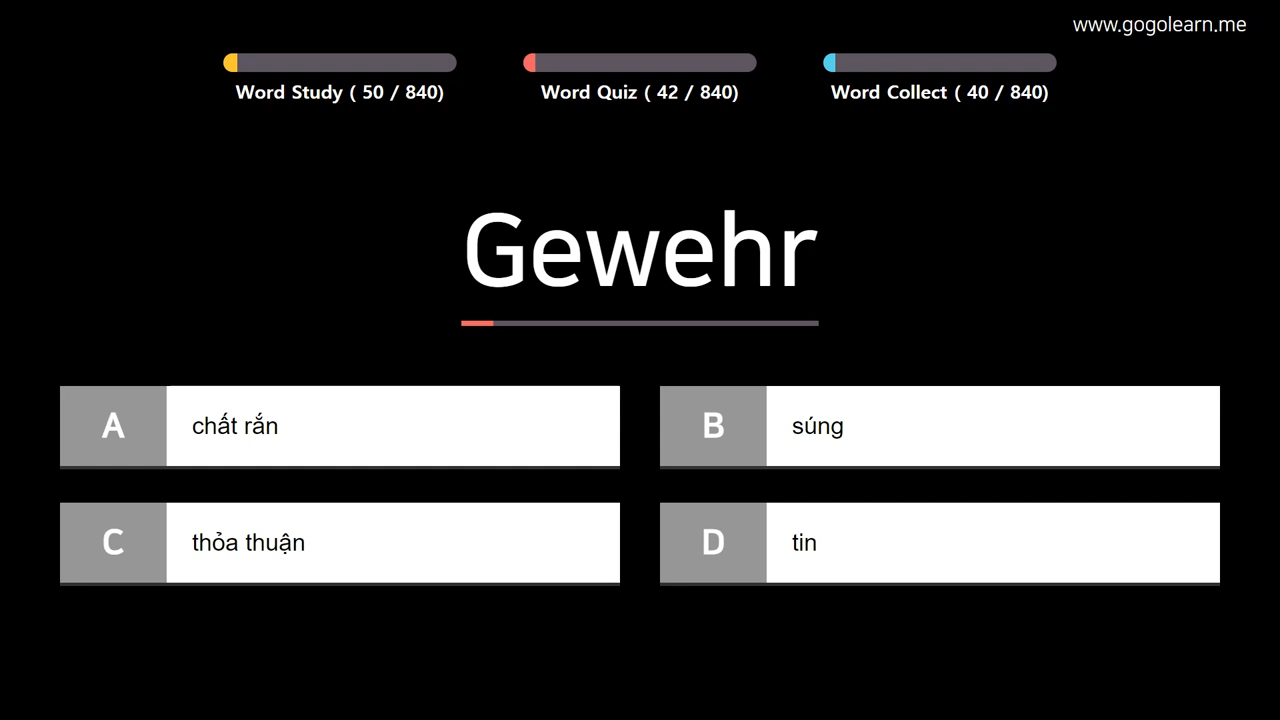 www.gogolearn.me
Word Study ( 50 / 840)
Word Quiz ( 42 / 840)
Word Collect ( 40 / 840)
Gewehr
A
chất rắn
B
súng
C
thỏa thuận
D
tin